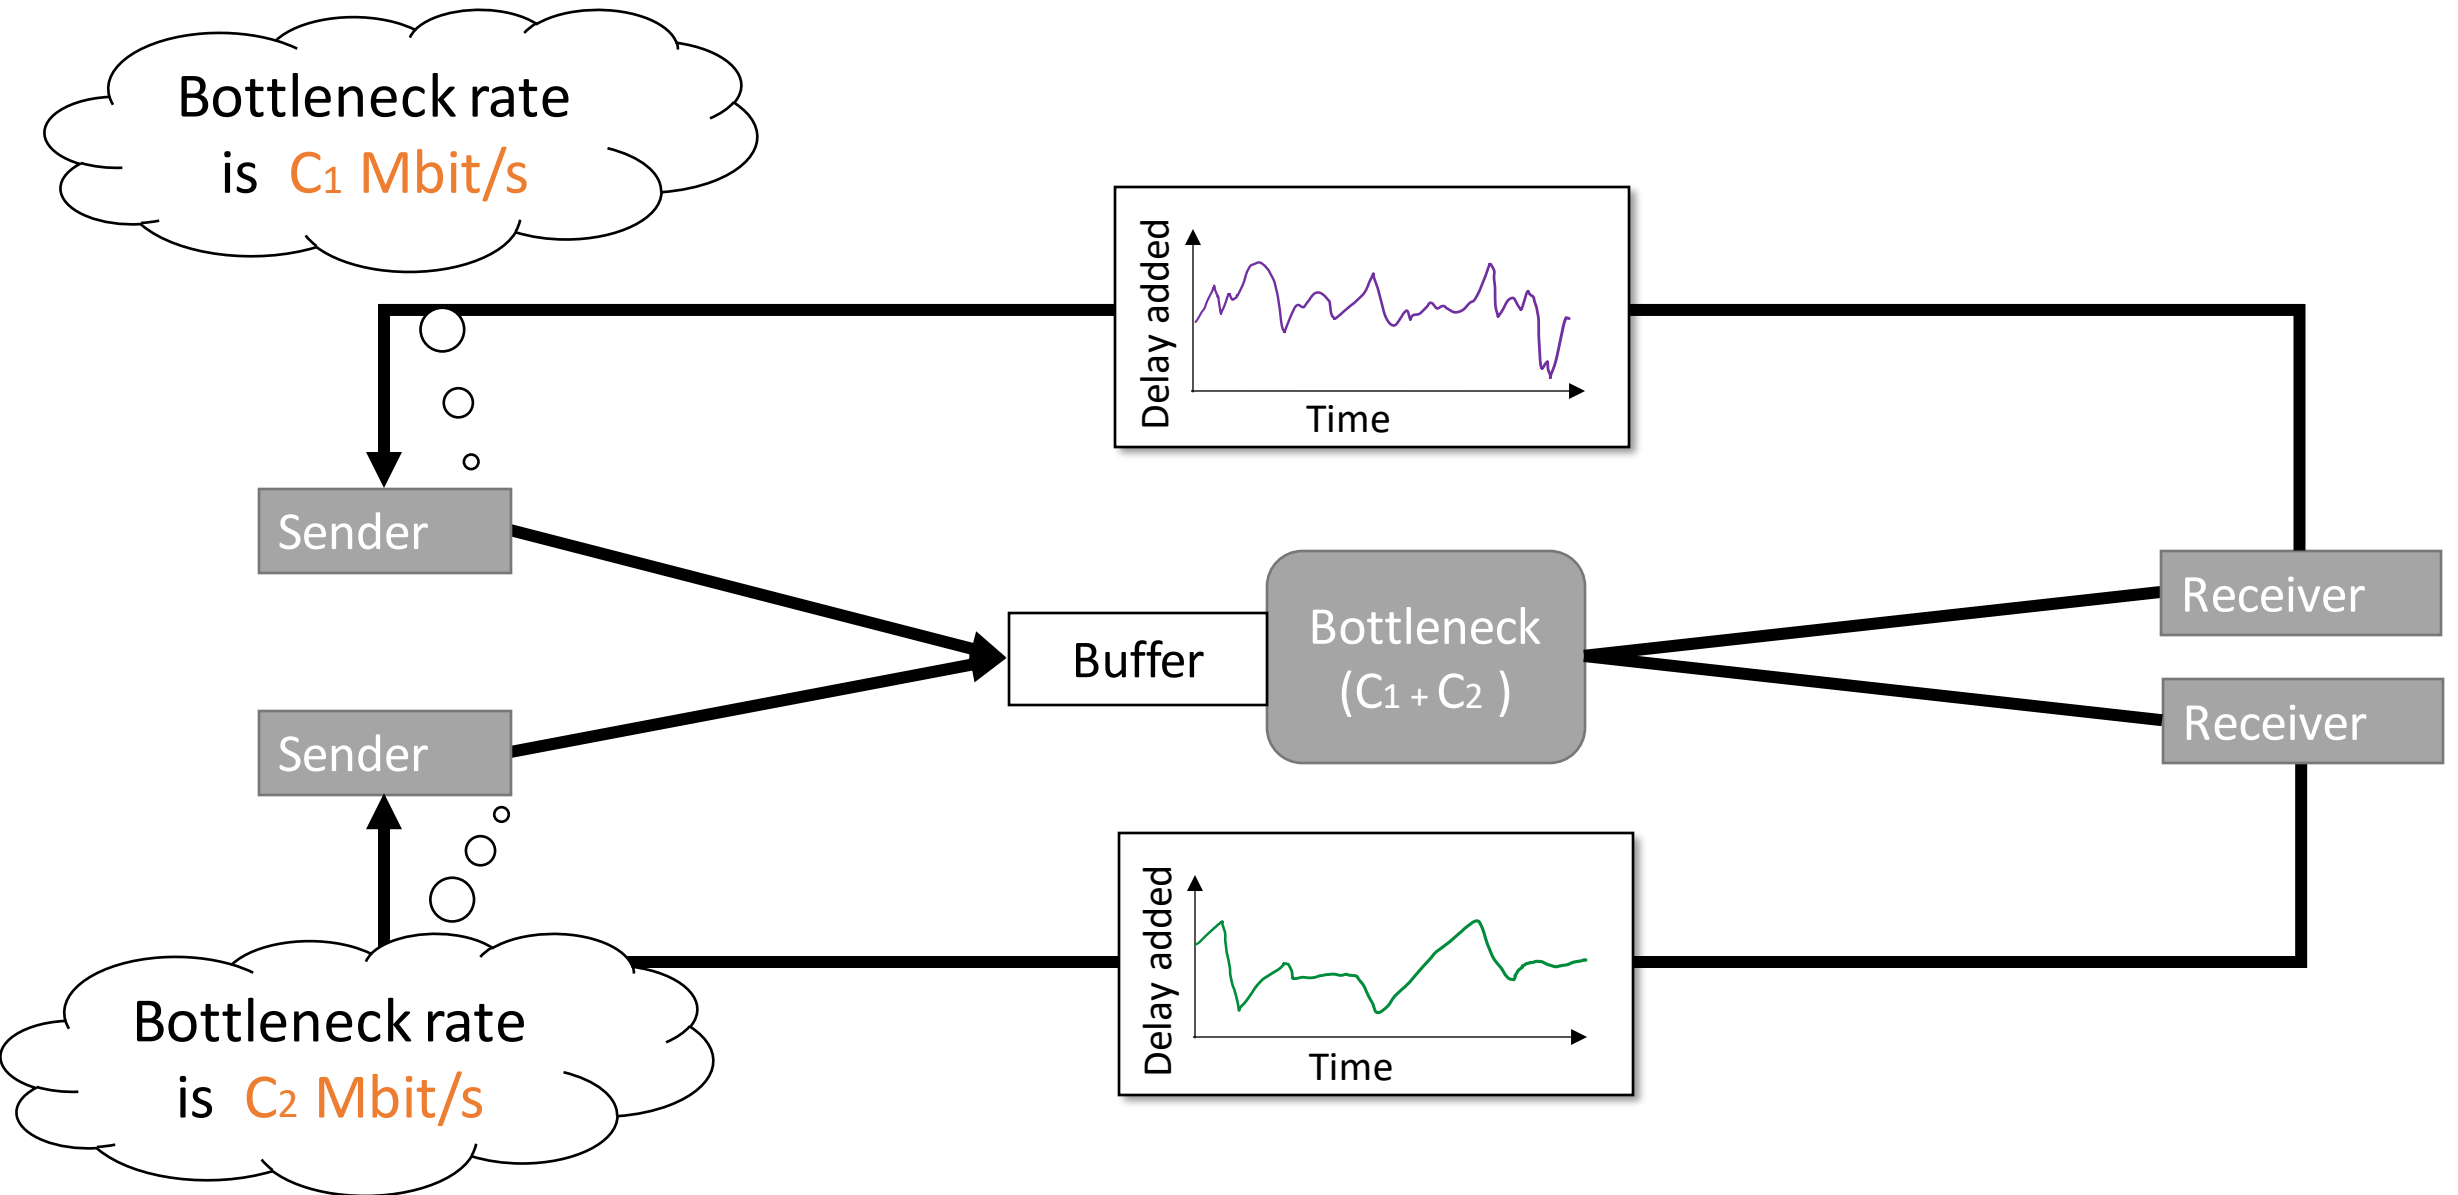 Bottleneck rate
is C₁ Mbit/s
Delay added
Time
Sender
Receiver
Buffer
Bottleneck
(C₁ + C₂ )
Sender
Receiver
Delay added
Time
Bottleneck rate
is C₂ Mbit/s